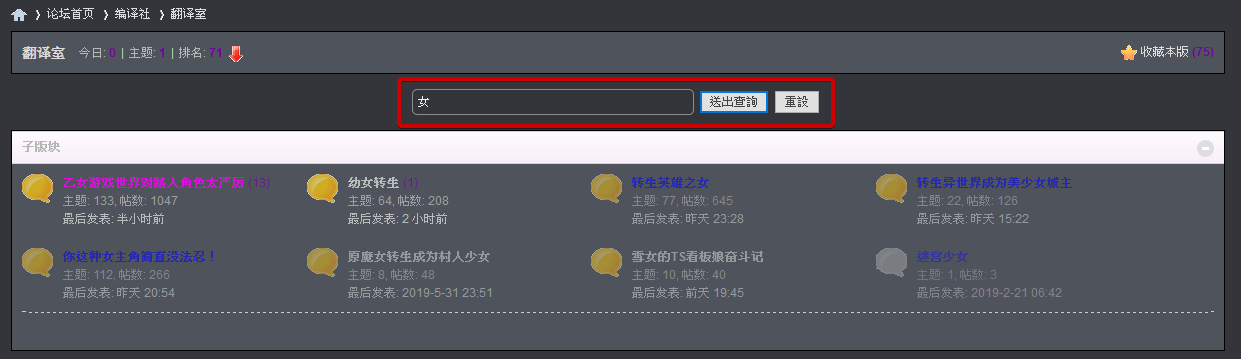 论坛首页 › 编译社 › 翻译室
翻译室 今日: 0 | 主题: 1 | 排名: 71
收藏本版 (75)
女 送出查詢 重設
子版块
乙女游戏世界对路人角色太严厉 (13)
主题: 133, 帖数: 1047
最后发表: 半小时前
幼女转生 (1)
主题: 64, 帖数: 208
最后发表: 2 小时前
转生英雄之女
主题: 77, 帖数: 645
最后发表: 昨天 23:28
转生异世界成为美少女城主
主题: 22, 帖数: 126
最后发表: 昨天 15:22
你这种女主角简直没法忍！
主题: 112, 帖数: 266
最后发表: 昨天 20:54
原魔女转生成为村人少女
主题: 8, 帖数: 48
最后发表: 2019-5-31 23:51
雪女的TS看板娘奋斗记
主题: 10, 帖数: 40
最后发表: 前天 19:45
迷宫少女
主题: 1, 帖数: 3
最后发表: 2019-2-21 06:42